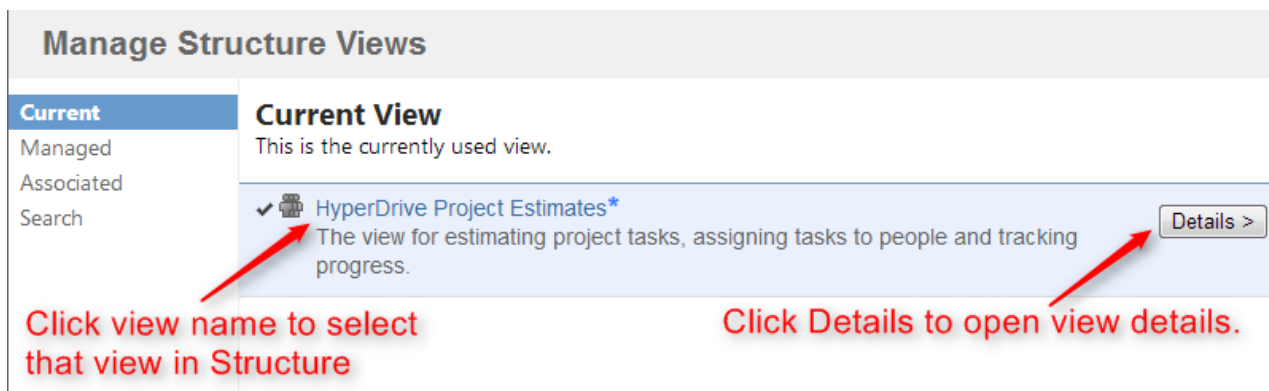 Manage Structure Views
Current
Managed
Associated
Search
Current View
This is the currently used view.
HyperDrive Project Estimates*
The view for estimating project tasks, assigning tasks to people and tracking
progress.
Details >
Click view name to select
that view in Structure
Click Details to open view details.